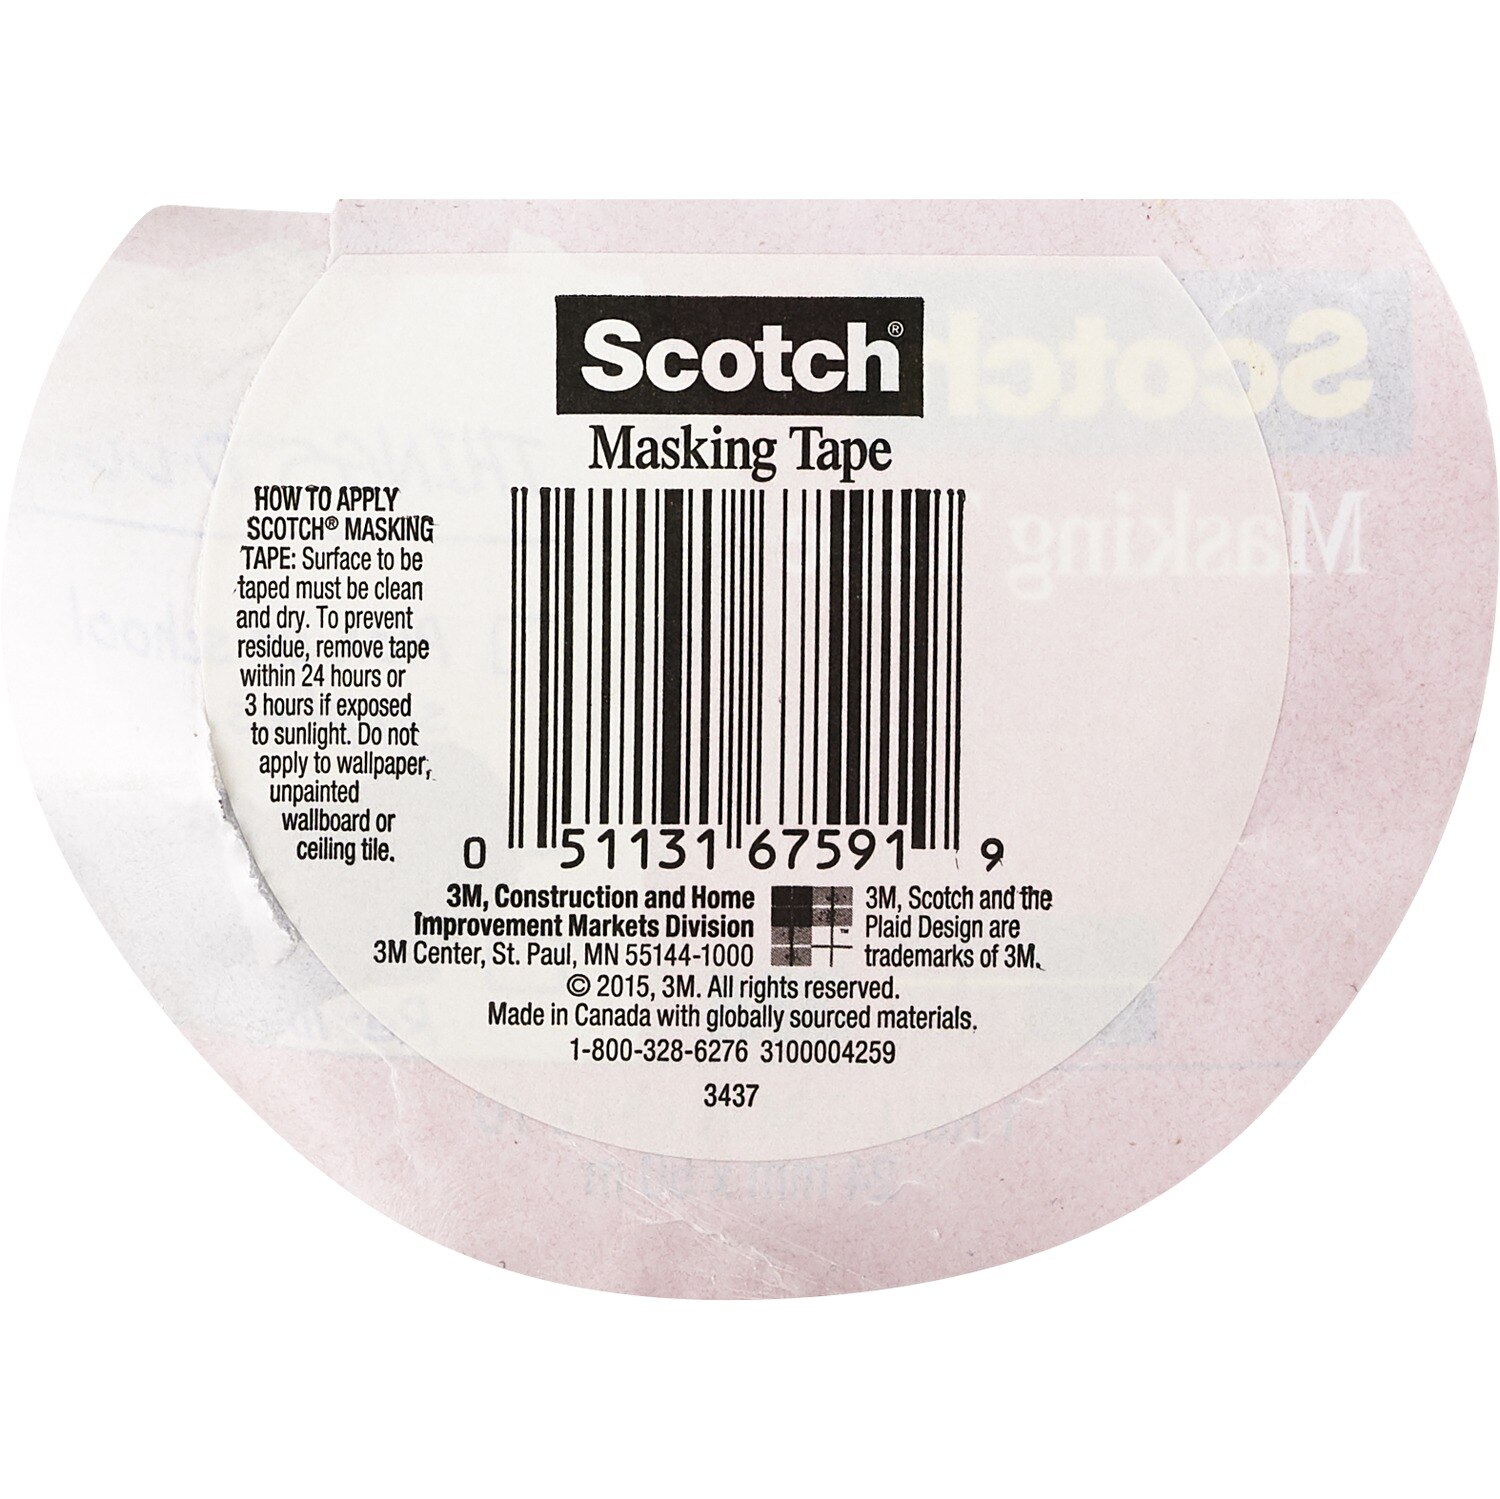 Scotch®
Masking Tape
HOW TO APPLY
SCOTCH® MASKING
TAPE: Surface to be
taped must be clean
and dry. To prevent
residue, remove tape
within 24 hours or
3 hours if exposed
to sunlight. Do not
apply to wallpaper,
unpainted
wallboard or
ceiling tile.
0 51131 67591 9
3M, Construction and Home
Improvement Markets Division
3M Center, St. Paul, MN 55144-1000
™
3M, Scotch and the
Plaid Design are
trademarks of 3M.
© 2015, 3M. All rights reserved.
Made in Canada with globally sourced materials.
1-800-328-6276 3100004259
3437
Scotch
Masking
school